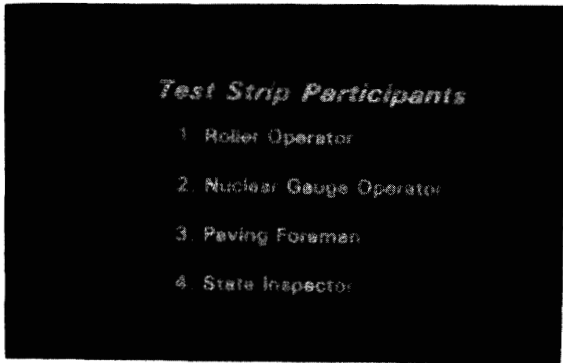 Test Strip Participants
1. Roller Operator
2. Nuclear Gauge Operator
3. Paving Foreman
4. State Inspector